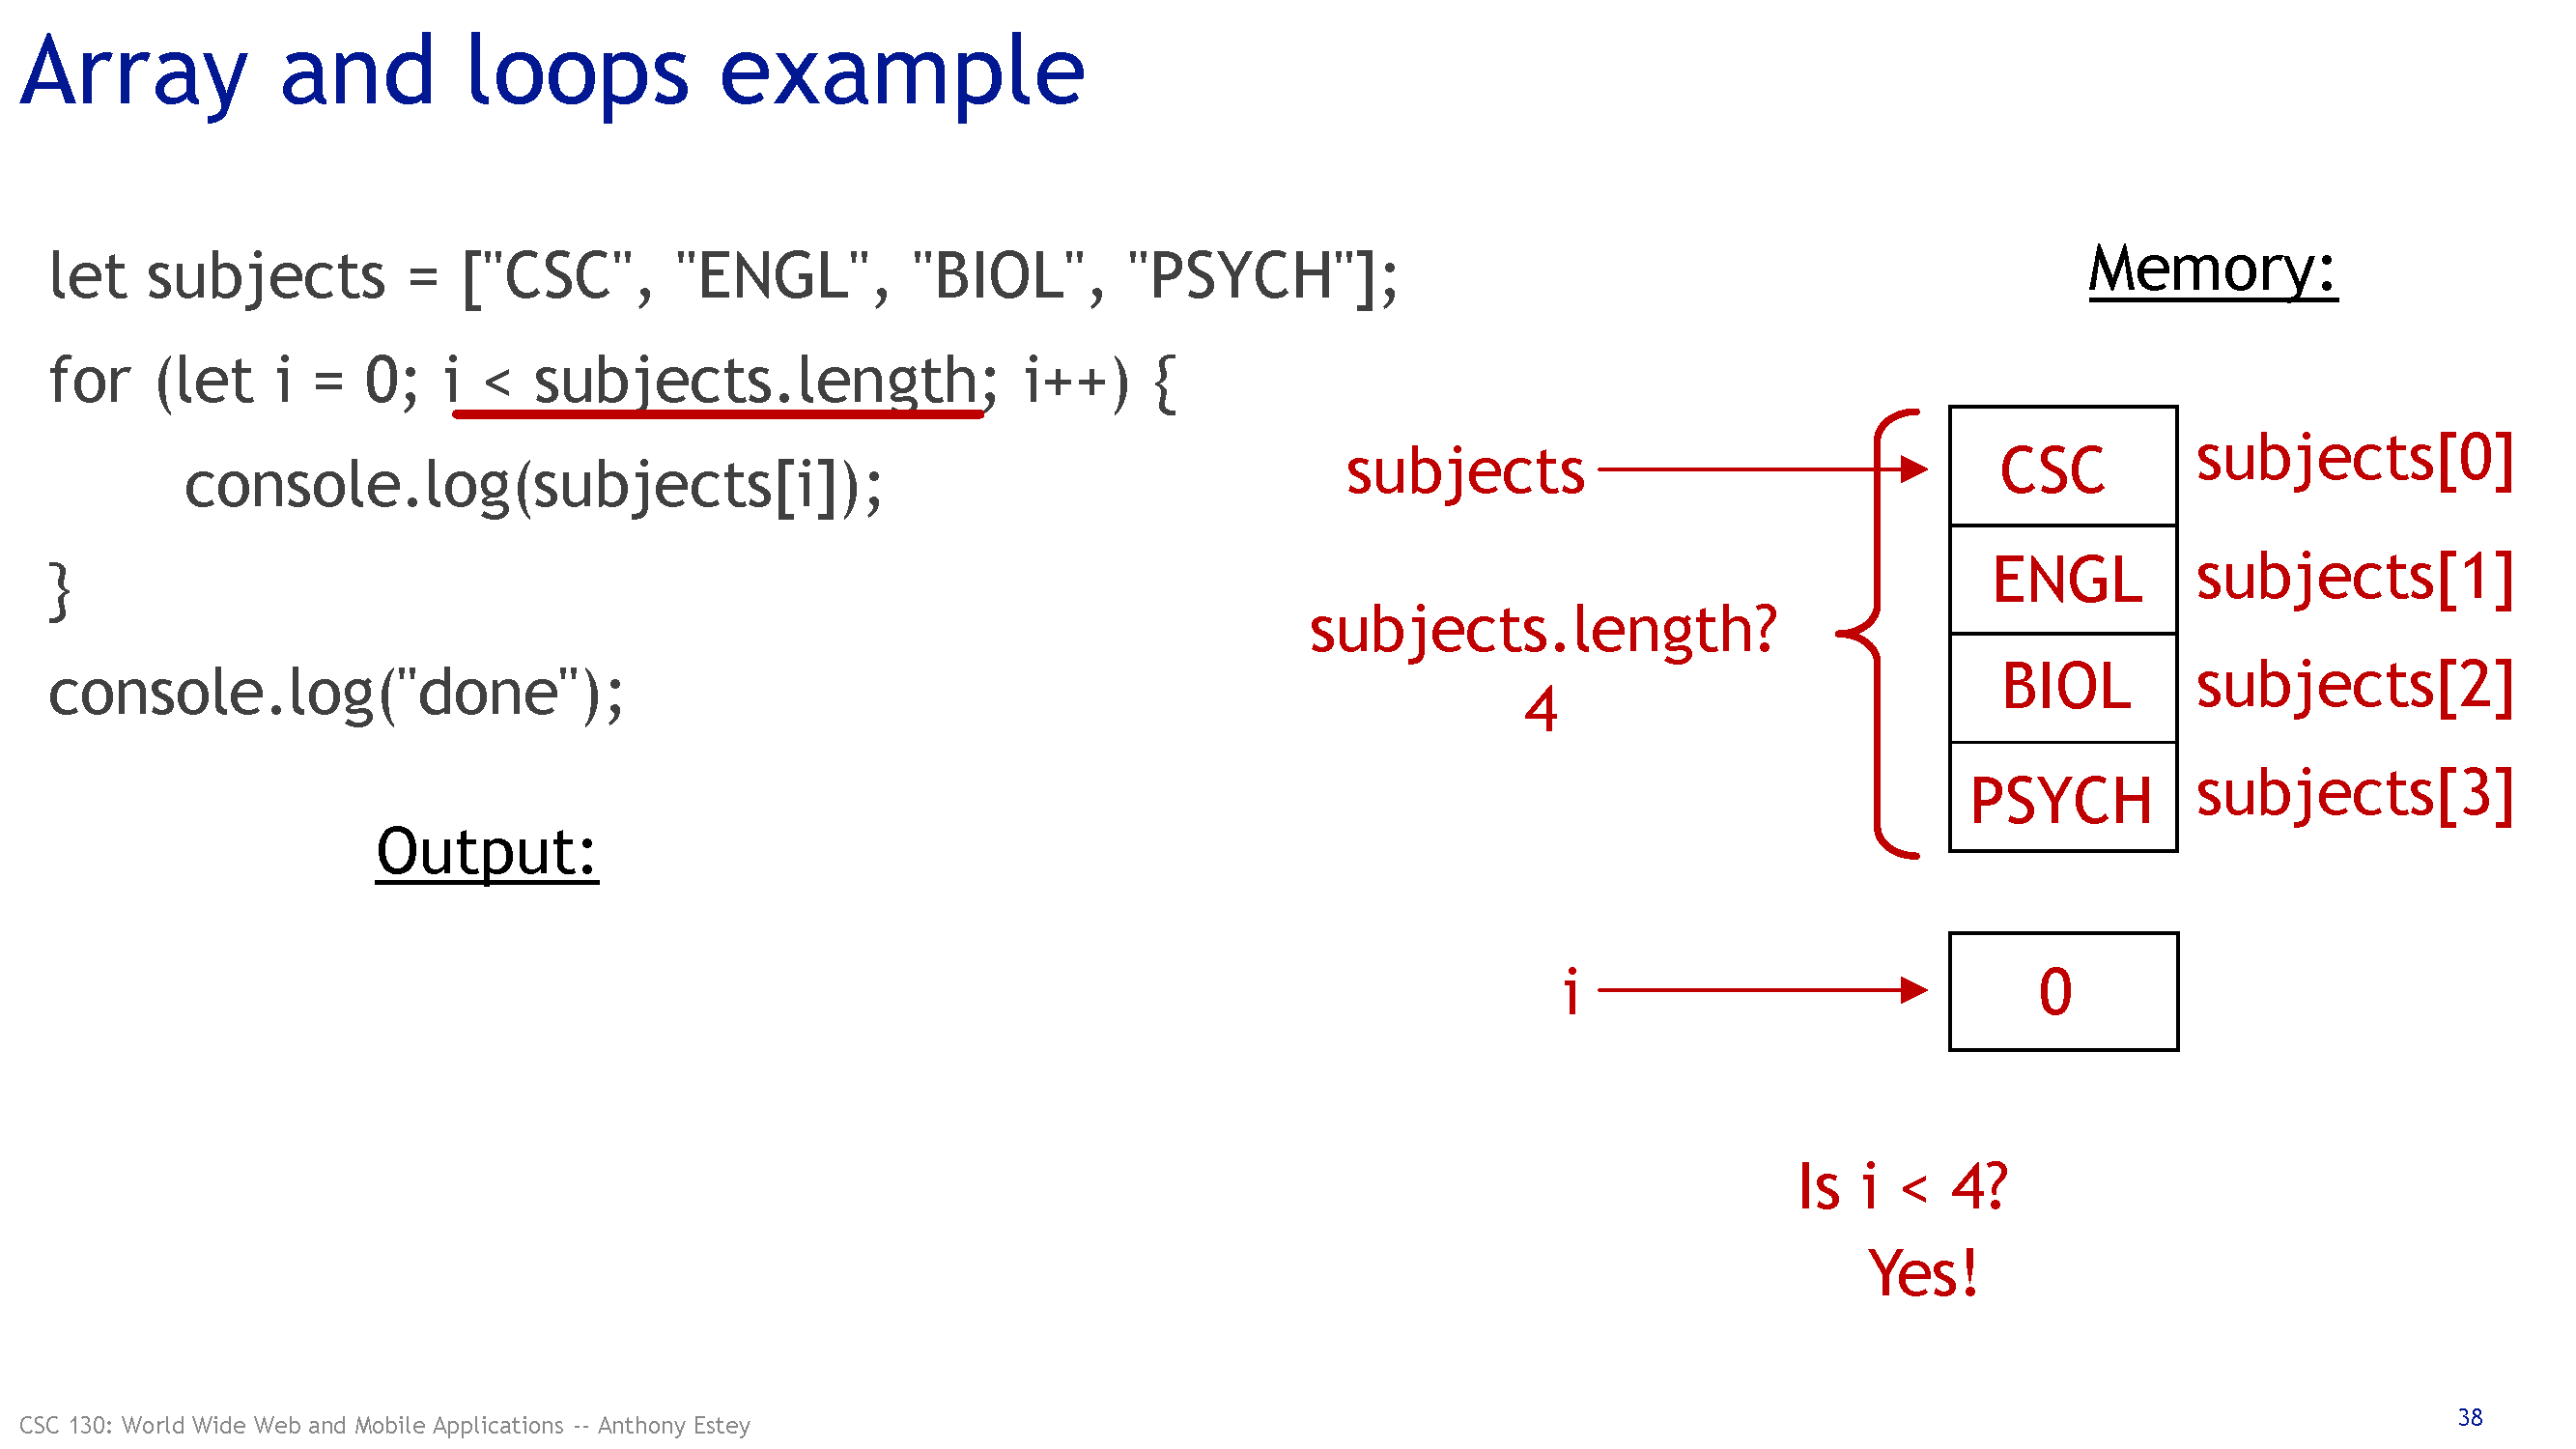 Array and loops example
let subjects = ["CSC", "ENGL", "BIOL", "PSYCH"];
for (let i = 0; i < subjects.length; i++) {
console.log(subjects[i]);
}
console.log("done");
Output:
Memory:
subjects
CSC
subjects[0]
ENGL
subjects[1]
subjects.length?
4
BIOL
subjects[2]
PSYCH
subjects[3]
i
0
Is i < 4?
Yes!
CSC 130: World Wide Web and Mobile Applications -- Anthony Estey
38